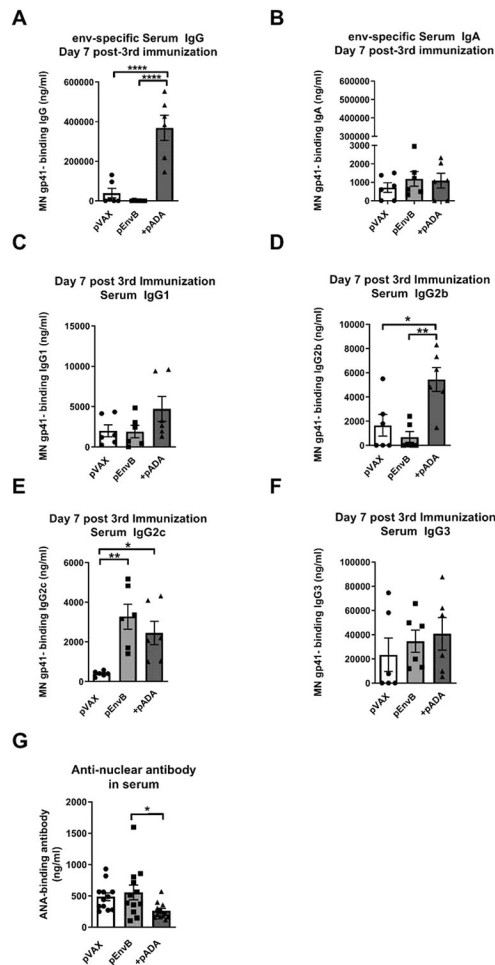 A
env-specific Serum IgG
Day 7 post-3rd immunization
****
****
MN gp41- binding IgG (ng/ml)
600000
400000
200000
0
pVAX
pEnvB
+pADA
B
env-specific Serum IgA
Day 7 post-3rd immunization
MN gp41- binding IgA (ng/ml)
600000
500000
400000
300000
200000
100000
3000
2000
1000
0
pVAX
pEnvB
+pADA
C
Day 7 post 3rd Immunization
Serum IgG1
MN gp41- binding IgG1 (ng/ml)
15000
10000
5000
0
pVAX
pEnvB
+pADA
D
Day 7 post 3rd Immunization
Serum IgG2b
*
**
MN gp41- binding IgG2b (ng/ml)
10000
8000
6000
4000
2000
0
pVAX
pEnvB
+pADA
E
Day 7 post 3rd Immunization
Serum IgG2c
*
**
MN gp41- binding IgG2c (ng/ml)
6000
4000
2000
0
pVAX
pEnvB
+pADA
F
Day 7 post 3rd Immunization
Serum IgG3
MN gp41- binding IgG3 (ng/ml)
100000
80000
60000
40000
20000
0
pVAX
pEnvB
+pADA
G
Anti-nuclear antibody
in serum
*
ANA-binding antibody
(ng/ml)
2000
1500
1000
500
0
pVAX
pEnvB
+pADA